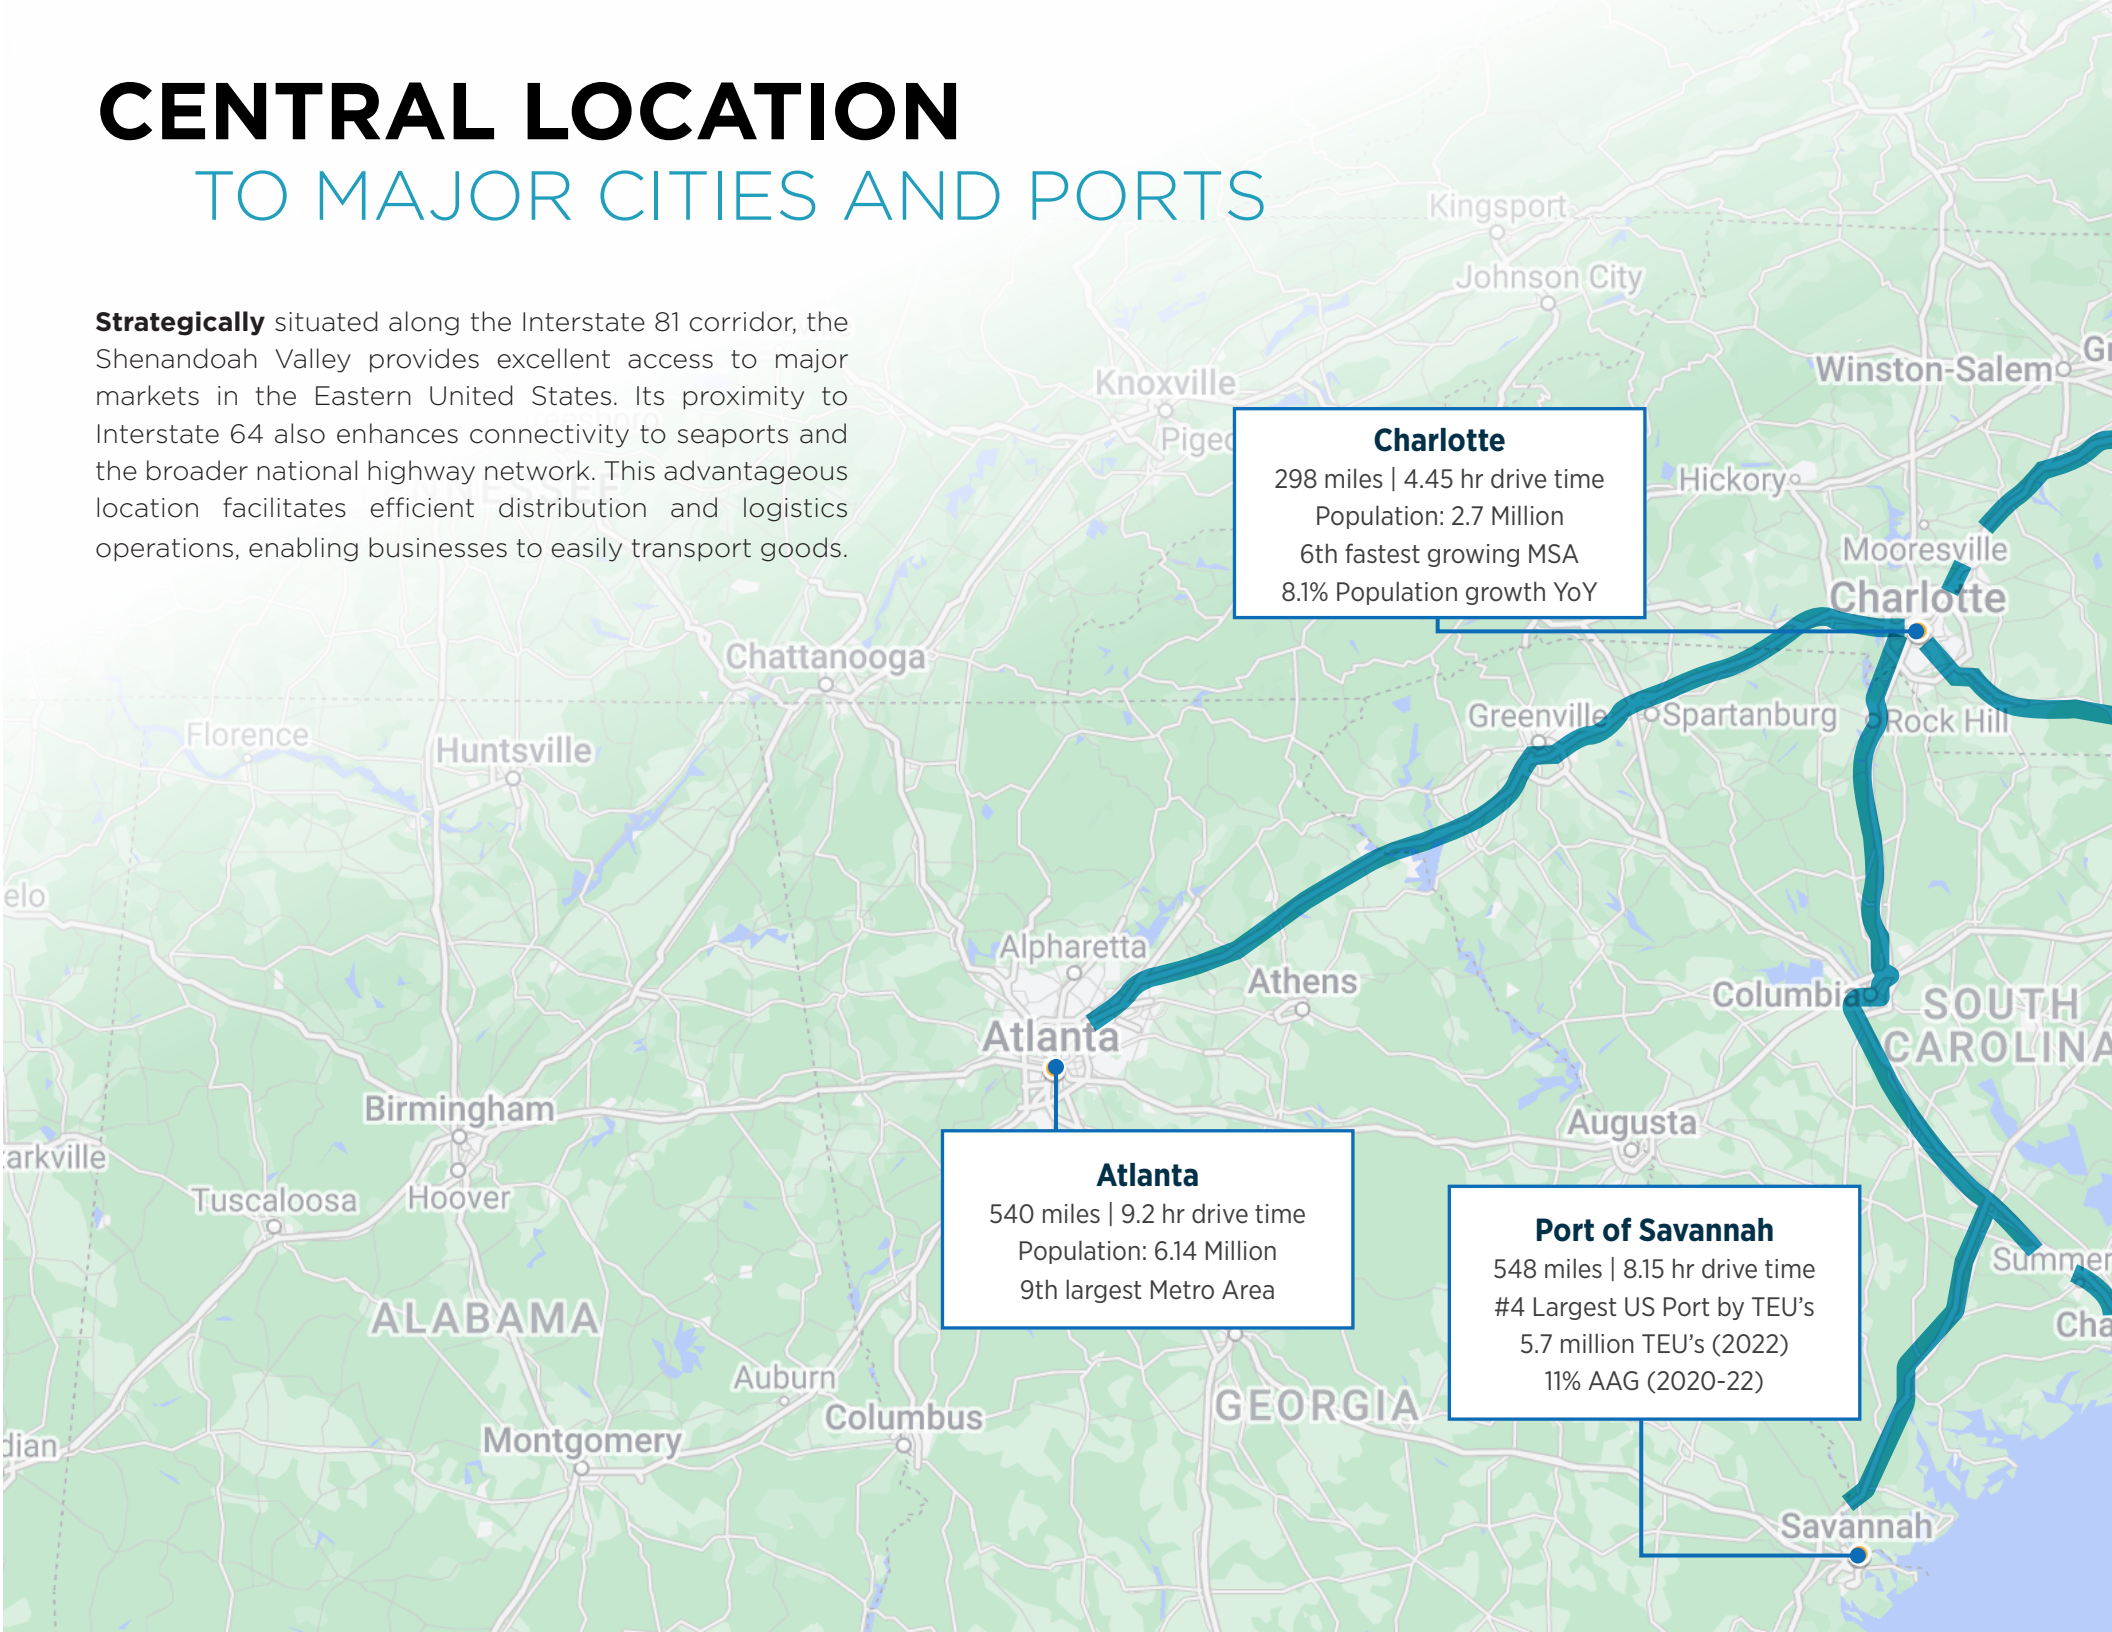 CENTRAL LOCATION
TO MAJOR CITIES AND PORTS
Strategically situated along the Interstate 81 corridor, the
Shenandoah Valley provides excellent access to major
markets in the Eastern United States. Its proximity to
Interstate 64 also enhances connectivity to seaports and
the broader national highway network. This advantageous
location facilitates efficient distribution and logistics
operations, enabling businesses to easily transport goods.
Kingsport
Johnson City
Winston-Salem
Gr
Knoxville
Pigeo
Charlotte
298 miles | 4.45 hr drive time
Population: 2.7 Million
6th fastest growing MSA
8.1% Population growth YoY
Hickory
Mooresville
Charlotte
Chattanooga
Greenville
Spartanburg
Rock Hill
Florence
Huntsville
elo
Alpharetta
Athens
Columbia
SOUTH
CAROLINA
Atlanta
Birmingham
Augusta
arkville
Tuscaloosa
Hoover
Atlanta
540 miles | 9.2 hr drive time
Population: 6.14 Million
9th largest Metro Area
Port of Savannah
548 miles | 8.15 hr drive time
#4 Largest US Port by TEU's
5.7 million TEU's (2022)
11% AAG (2020-22)
Summer
Cha
ALABAMA
Auburn
Columbus
GEORGIA
dian
Montgomery
Savannah